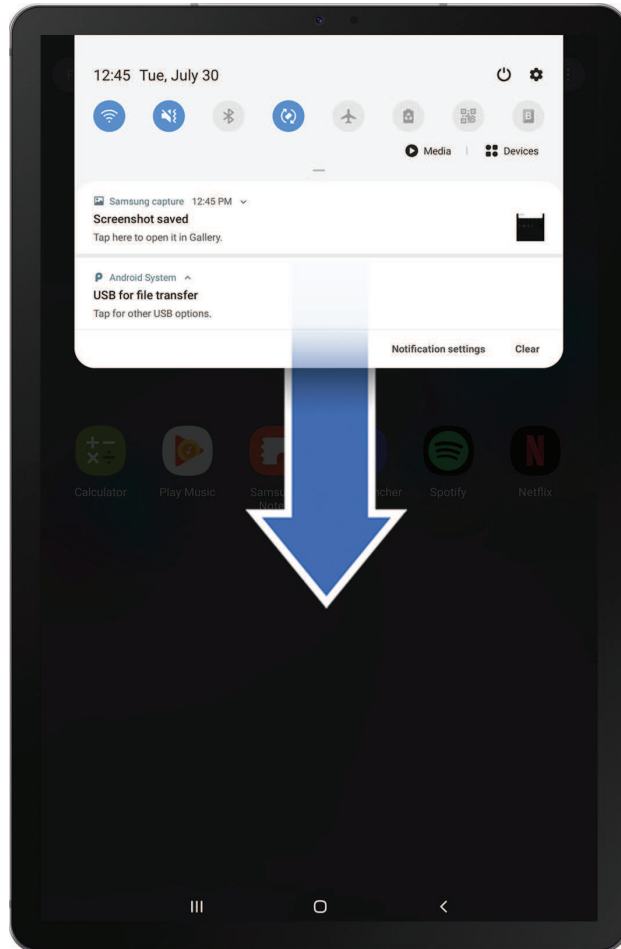 12:45 Tue, July 30
Media
Devices
Samsung capture 12:45 PM
Screenshot saved
Tap here to open it in Gallery.
Android System
USB for file transfer
Tap for other USB options.
Notification settings
Clear
Calculator
Play Music
Spotify
Netflix